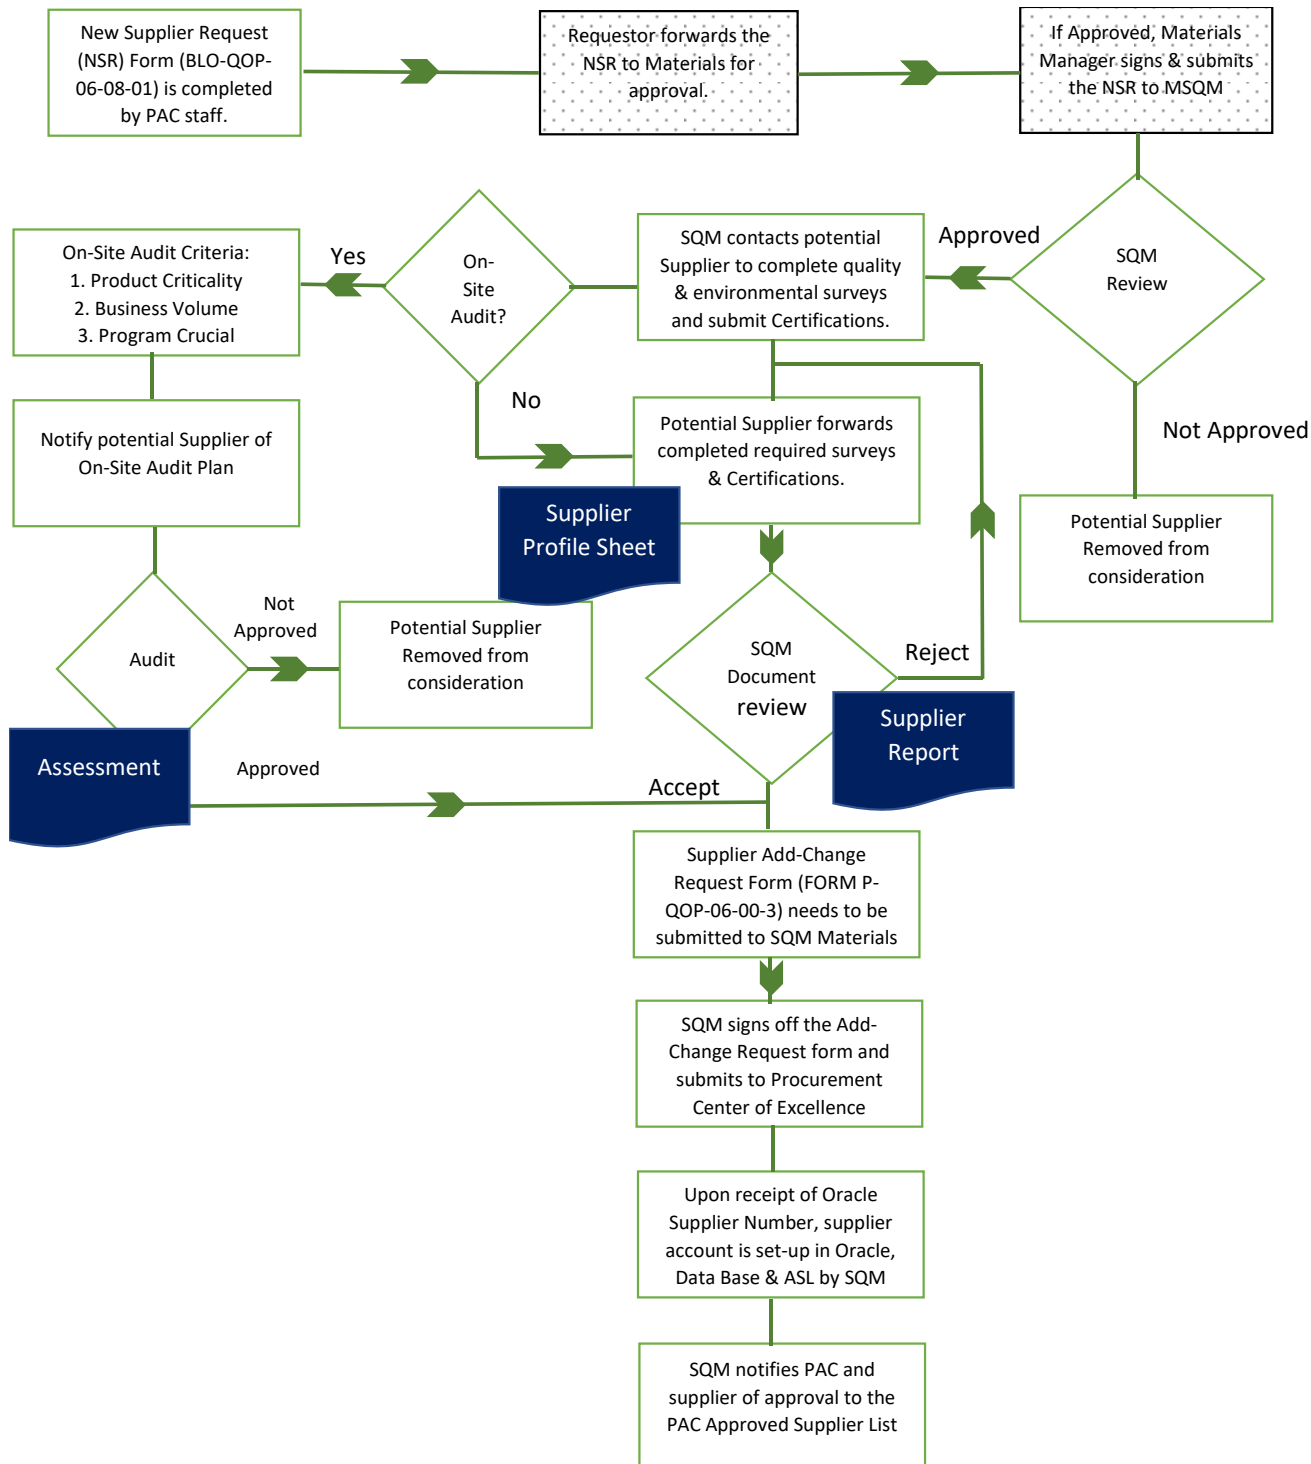 New Supplier Request
(NSR) Form (BLO-QOP-
06-08-01) is completed
by PAC staff.
Requestor forwards the
NSR to Materials for
approval.
If Approved, Materials
Manager signs & submits
the NSR to MSQM
On-Site Audit Criteria:
1. Product Criticality
2. Business Volume
3. Program Crucial
Yes
On-
Site
Audit?
SQM contacts potential
Supplier to complete quality
& environmental surveys
and submit Certifications.
Approved
SQM
Review
No
Notify potential Supplier of
On-Site Audit Plan
Potential Supplier forwards
completed required surveys
& Certifications.
Not Approved
Supplier
Profile Sheet
Potential Supplier
Removed from
consideration
Audit
Not
Approved
Potential Supplier
Removed from
consideration
SQM
Document
review
Reject
Supplier
Report
Assessment
Approved
Accept
Supplier Add-Change
Request Form (FORM P-
QOP-06-00-3) needs to be
submitted to SQM Materials
SQM signs off the Add-
Change Request form and
submits to Procurement
Center of Excellence
Upon receipt of Oracle
Supplier Number, supplier
account is set-up in Oracle,
Data Base & ASL by SQM
SQM notifies PAC and
supplier of approval to the
PAC Approved Supplier List